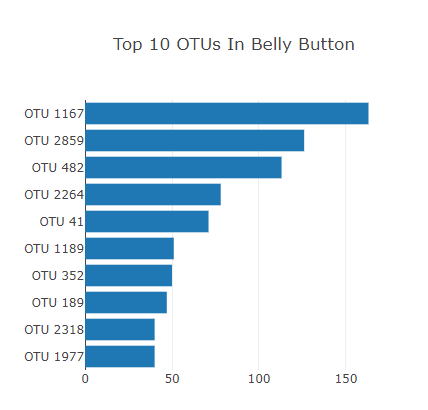 Top 10 OTUs In Belly Button
OTU 1167
OTU 2859
OTU 482
OTU 2264
OTU 41
OTU 1189
OTU 352
OTU 189
OTU 2318
OTU 1977
0 50 100 150